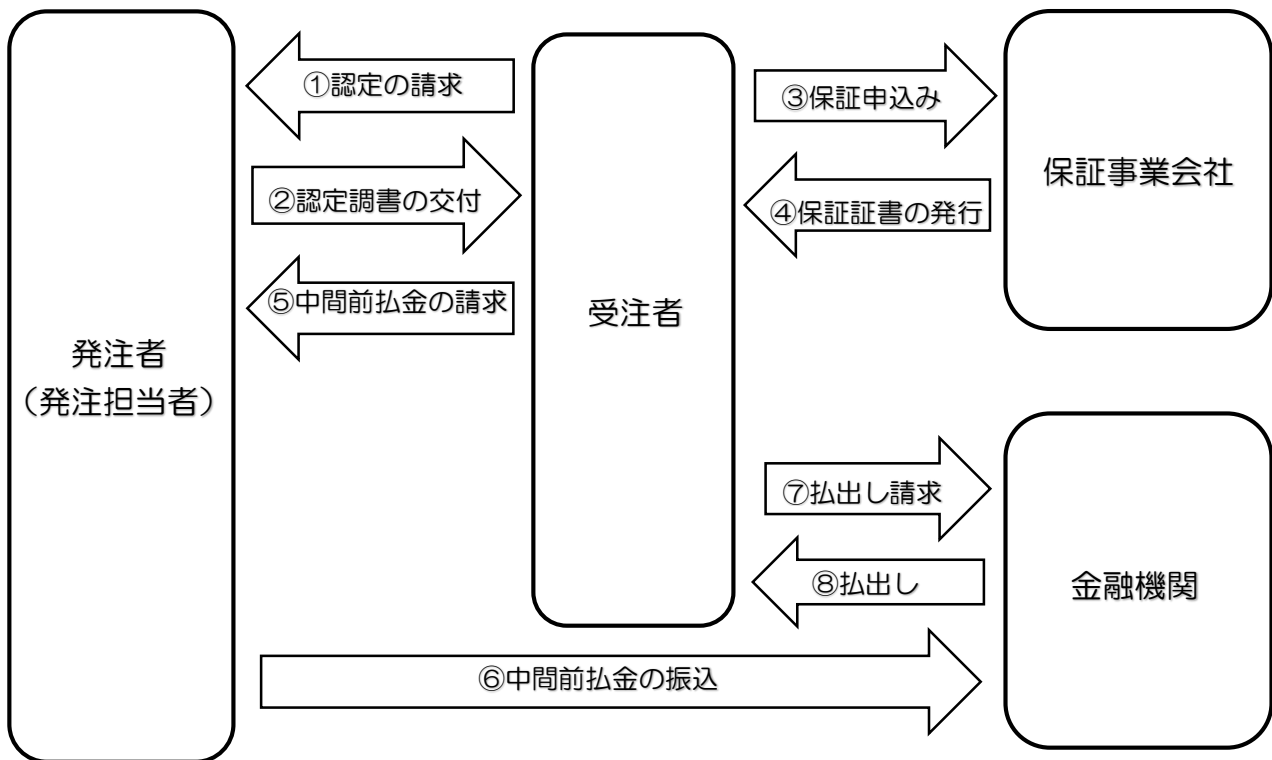 ①認定の請求
②認定調書の交付
⑤中間前払金の請求
発注者
（発注担当者）
受注者
③保証申込み
④保証証書の発行
保証事業会社
⑦払出し請求
⑧払出し
金融機関
⑥中間前払金の振込